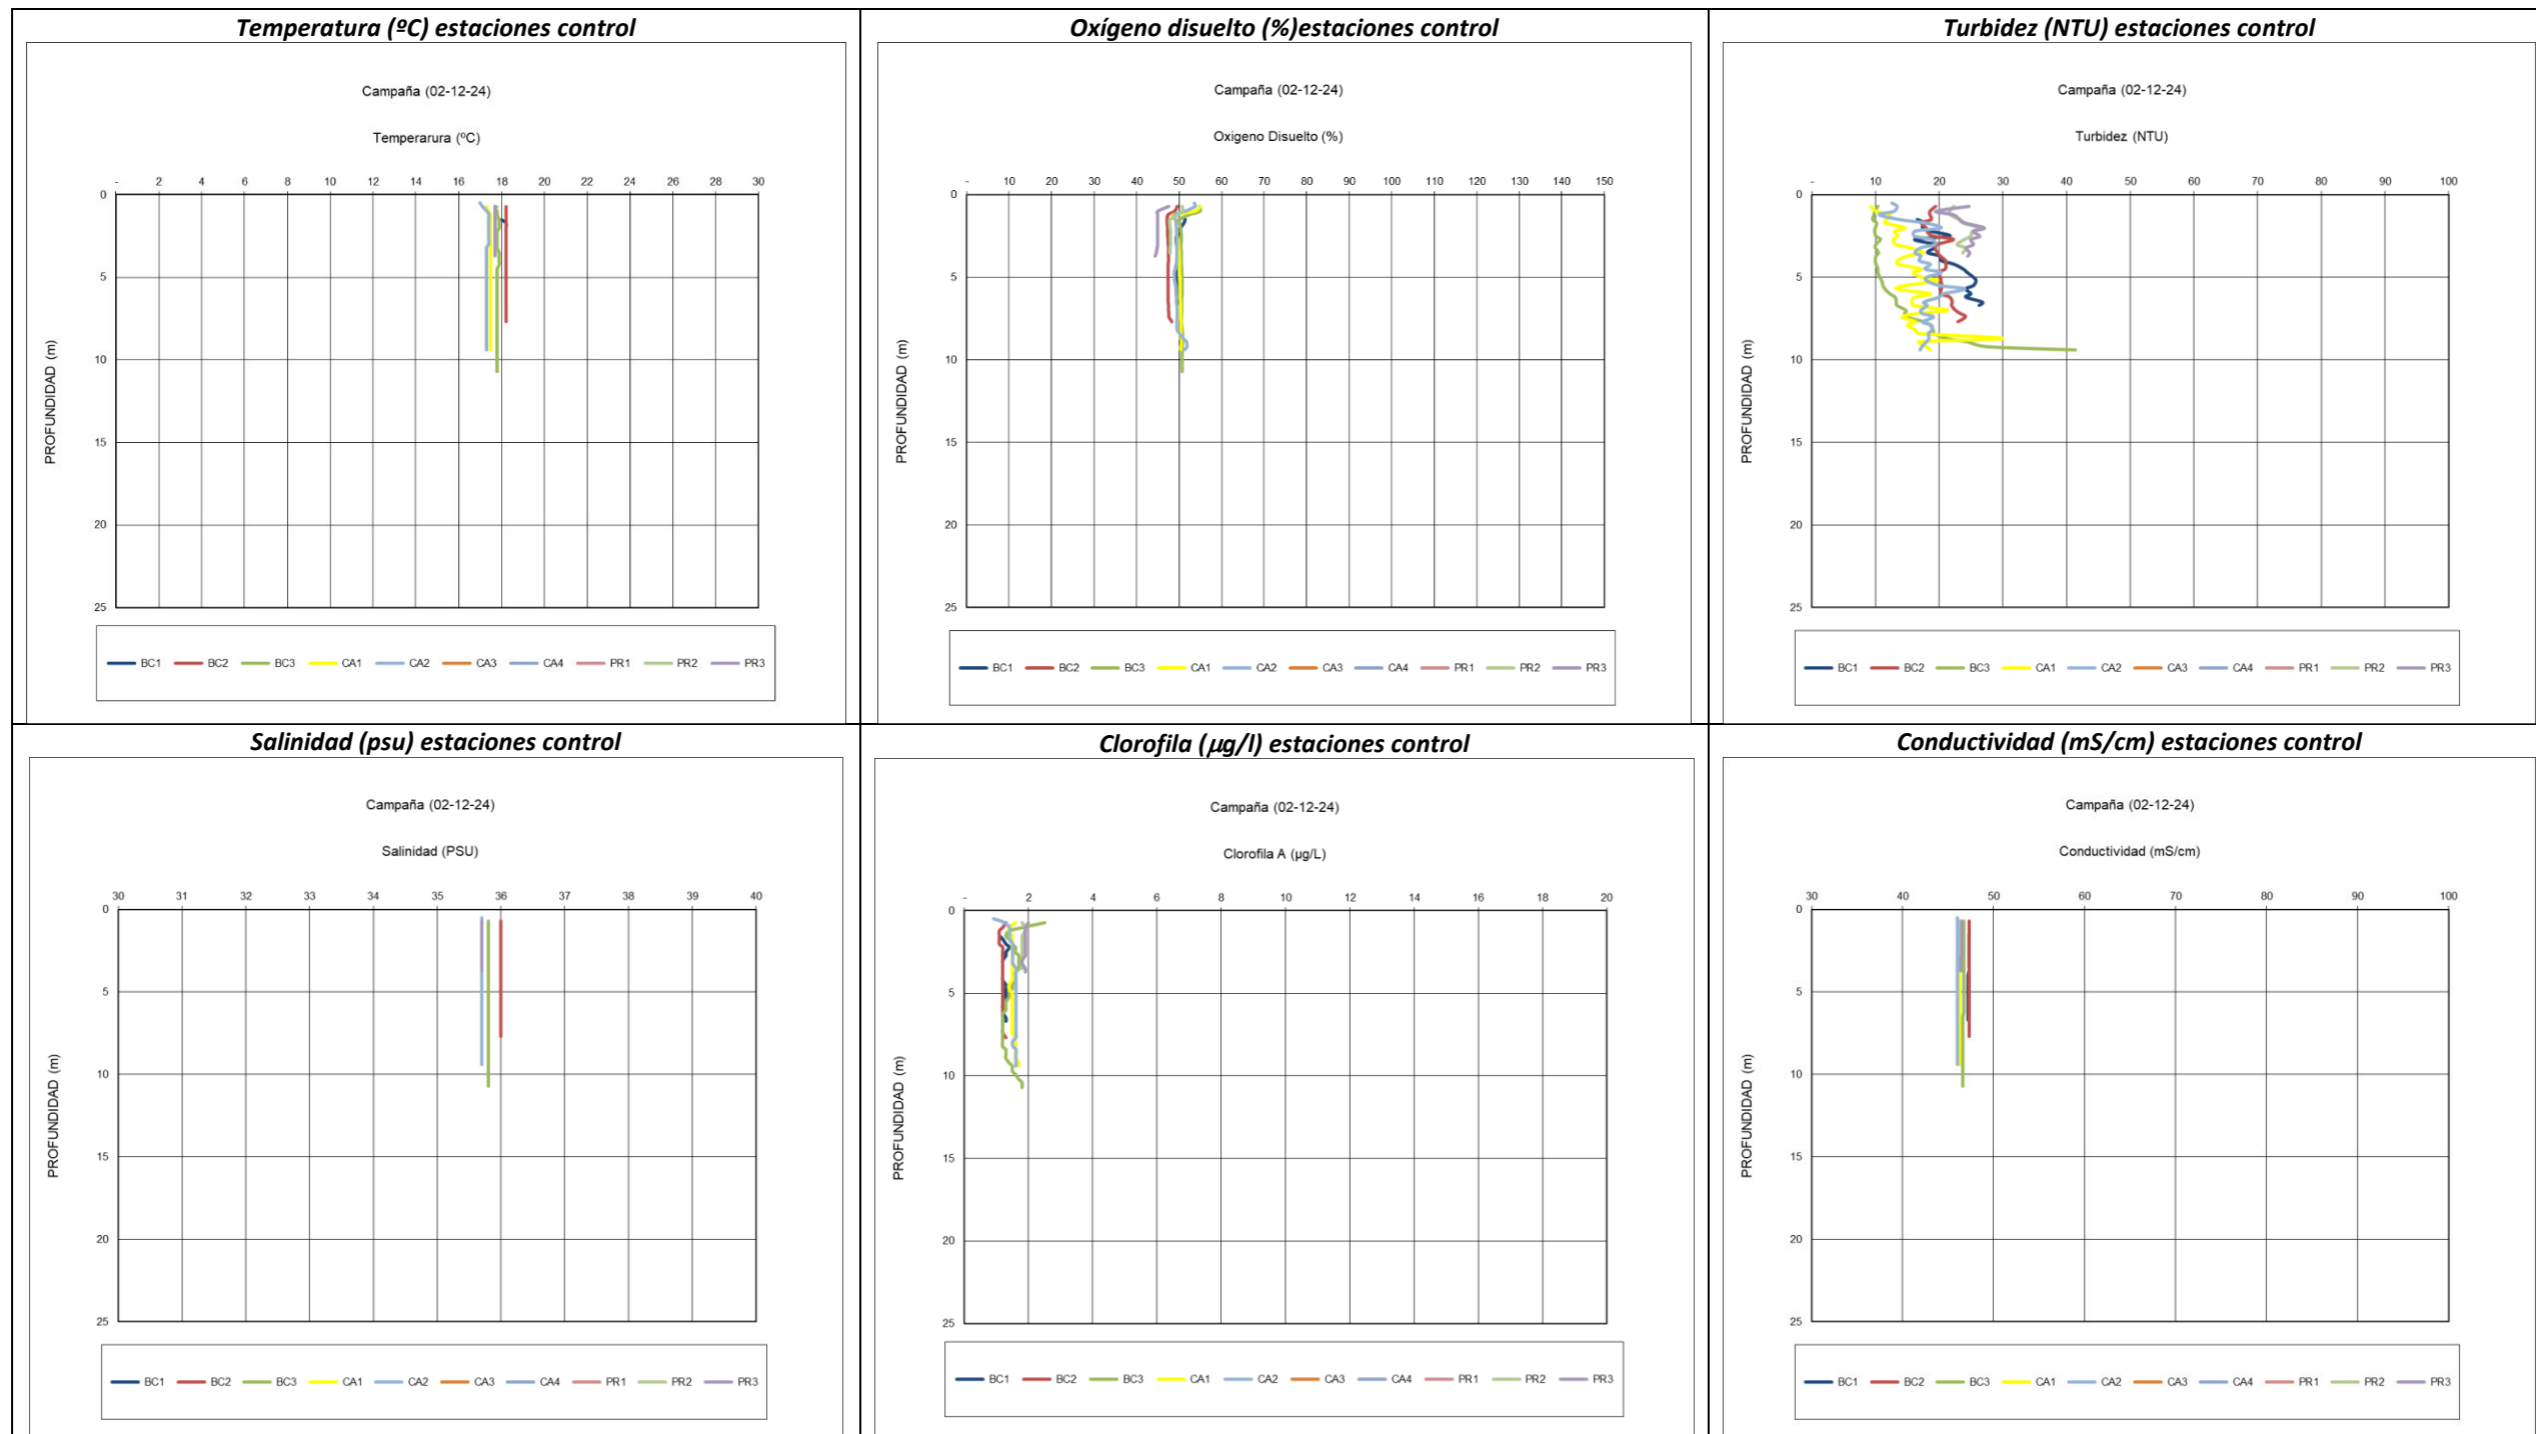 Temperatura (ºC) estaciones control
Campaña (02-12-24)
Temperarura (ºC)
- 2 4 6 8 10 12 14 16 18 20 22 24 26 28 30
0
5
10
15
20
25
PROFUNDIDAD (m)
BC1 BC2 BC3 CA1 CA2 CA3 CA4 PR1 PR2 PR3
Oxígeno disuelto (%)estaciones control
Campaña (02-12-24)
Oxigeno Disuelto (%)
- 10 20 30 40 50 60 70 80 90 100 110 120 130 140 150
0
5
10
15
20
25
PROFUNDIDAD (m)
BC1 BC2 BC3 CA1 CA2 CA3 CA4 PR1 PR2 PR3
Turbidez (NTU) estaciones control
Campaña (02-12-24)
Turbidez (NTU)
- 10 20 30 40 50 60 70 80 90 100
0
5
10
15
20
25
PROFUNDIDAD (m)
BC1 BC2 BC3 CA1 CA2 CA3 CA4 PR1 PR2 PR3
Salinidad (psu) estaciones control
Campaña (02-12-24)
Salinidad (PSU)
30 31 32 33 34 35 36 37 38 39 40
0
5
10
15
20
25
PROFUNDIDAD (m)
BC1 BC2 BC3 CA1 CA2 CA3 CA4 PR1 PR2 PR3
Clorofila (μg/l) estaciones control
Campaña (02-12-24)
Clorofila A (µg/L)
- 2 4 6 8 10 12 14 16 18 20
0
5
10
15
20
25
PROFUNDIDAD (m)
BC1 BC2 BC3 CA1 CA2 CA3 CA4 PR1 PR2 PR3
Conductividad (mS/cm) estaciones control
Campaña (02-12-24)
Conductividad (mS/cm)
30 40 50 60 70 80 90 100
0
5
10
15
20
25
PROFUNDIDAD (m)
BC1 BC2 BC3 CA1 CA2 CA3 CA4 PR1 PR2 PR3